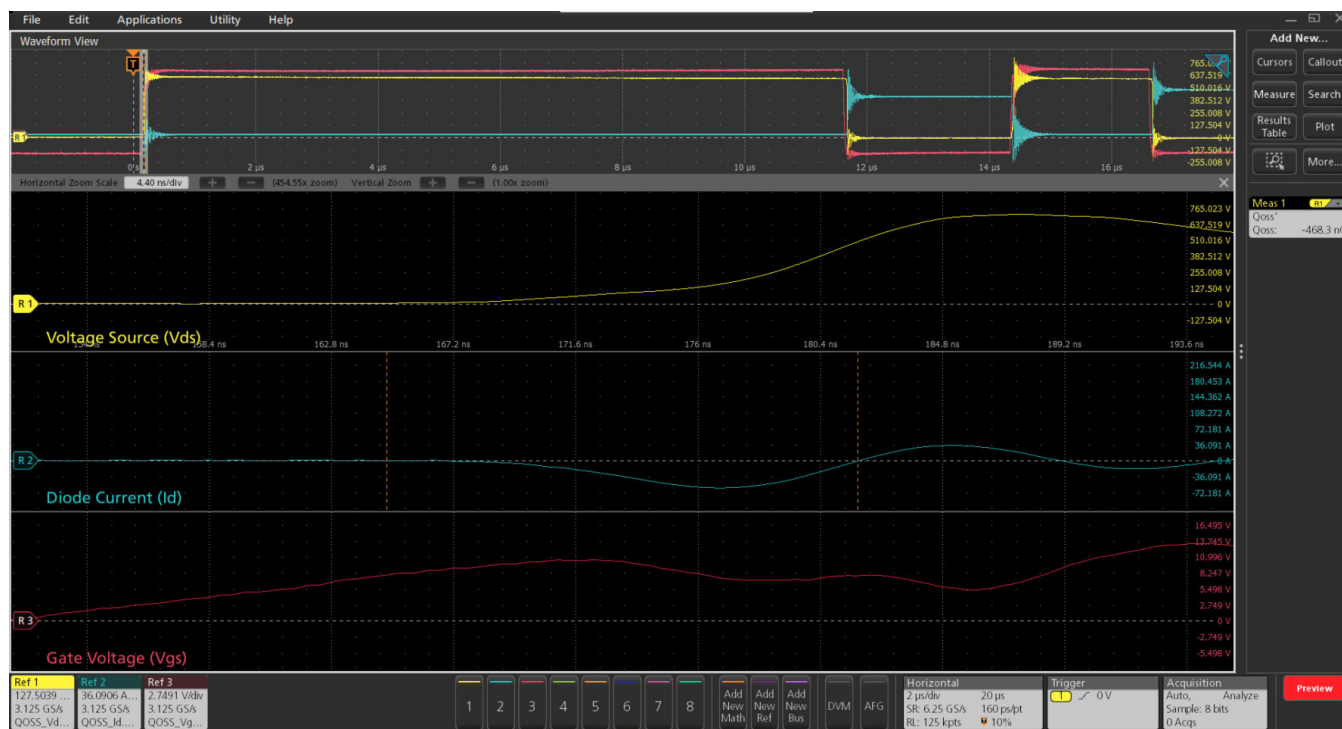 File Edit Applications Utility Help
Waveform View
Add New...
Cursors Callout
Measure Search
Results Table Plot
More...
T
R1
765.0
637.519
510.016 V
382.512 V
255.008 V
127.504 V
0 V
-127.504 V
-255.008 V
0 s 2 µs 4 µs 6 µs 8 µs 10 µs 12 µs 14 µs 16 µs
Horizontal Zoom Scale 4.40 ns/div + − (454.55x zoom) Vertical Zoom + − (1.00x zoom) ×
Meas 1 R1
Qoss'
Qoss: -468.3 n
765.023 V
637.519 V
510.016 V
382.512 V
255.008 V
127.504 V
R 1 0 V
-127.504 V
Voltage Source (Vds)
162.8 ns 167.2 ns 171.6 ns 176 ns 180.4 ns 184.8 ns 189.2 ns 193.6 ns
216.544 A
180.453 A
144.362 A
108.272 A
72.181 A
36.091 A
R 2 0 A
-36.091 A
-72.181 A
Diode Current (Id)
16.495 V
13.745 V
10.996 V
8.247 V
5.498 V
2.749 V
R 3 0 V
-2.749 V
-5.498 V
Gate Voltage (Vgs)
Ref 1
127.5039 ...
3.125 GS/s
QOSS_Vd...
Ref 2
36.0906 A...
3.125 GS/s
QOSS_Id....
Ref 3
2.7491 V/div
3.125 GS/s
QOSS_Vg...
1 2 3 4 5 6 7 8
Add New Math
Add New Ref
Add New Bus
DVM AFG
Horizontal
2 µs/div 20 µs
SR: 6.25 GS/s 160 ps/pt
RL: 125 kpts 10%
Trigger
1 0 V
Acquisition
Auto, Analyze
Sample: 8 bits
0 Acqs
Preview